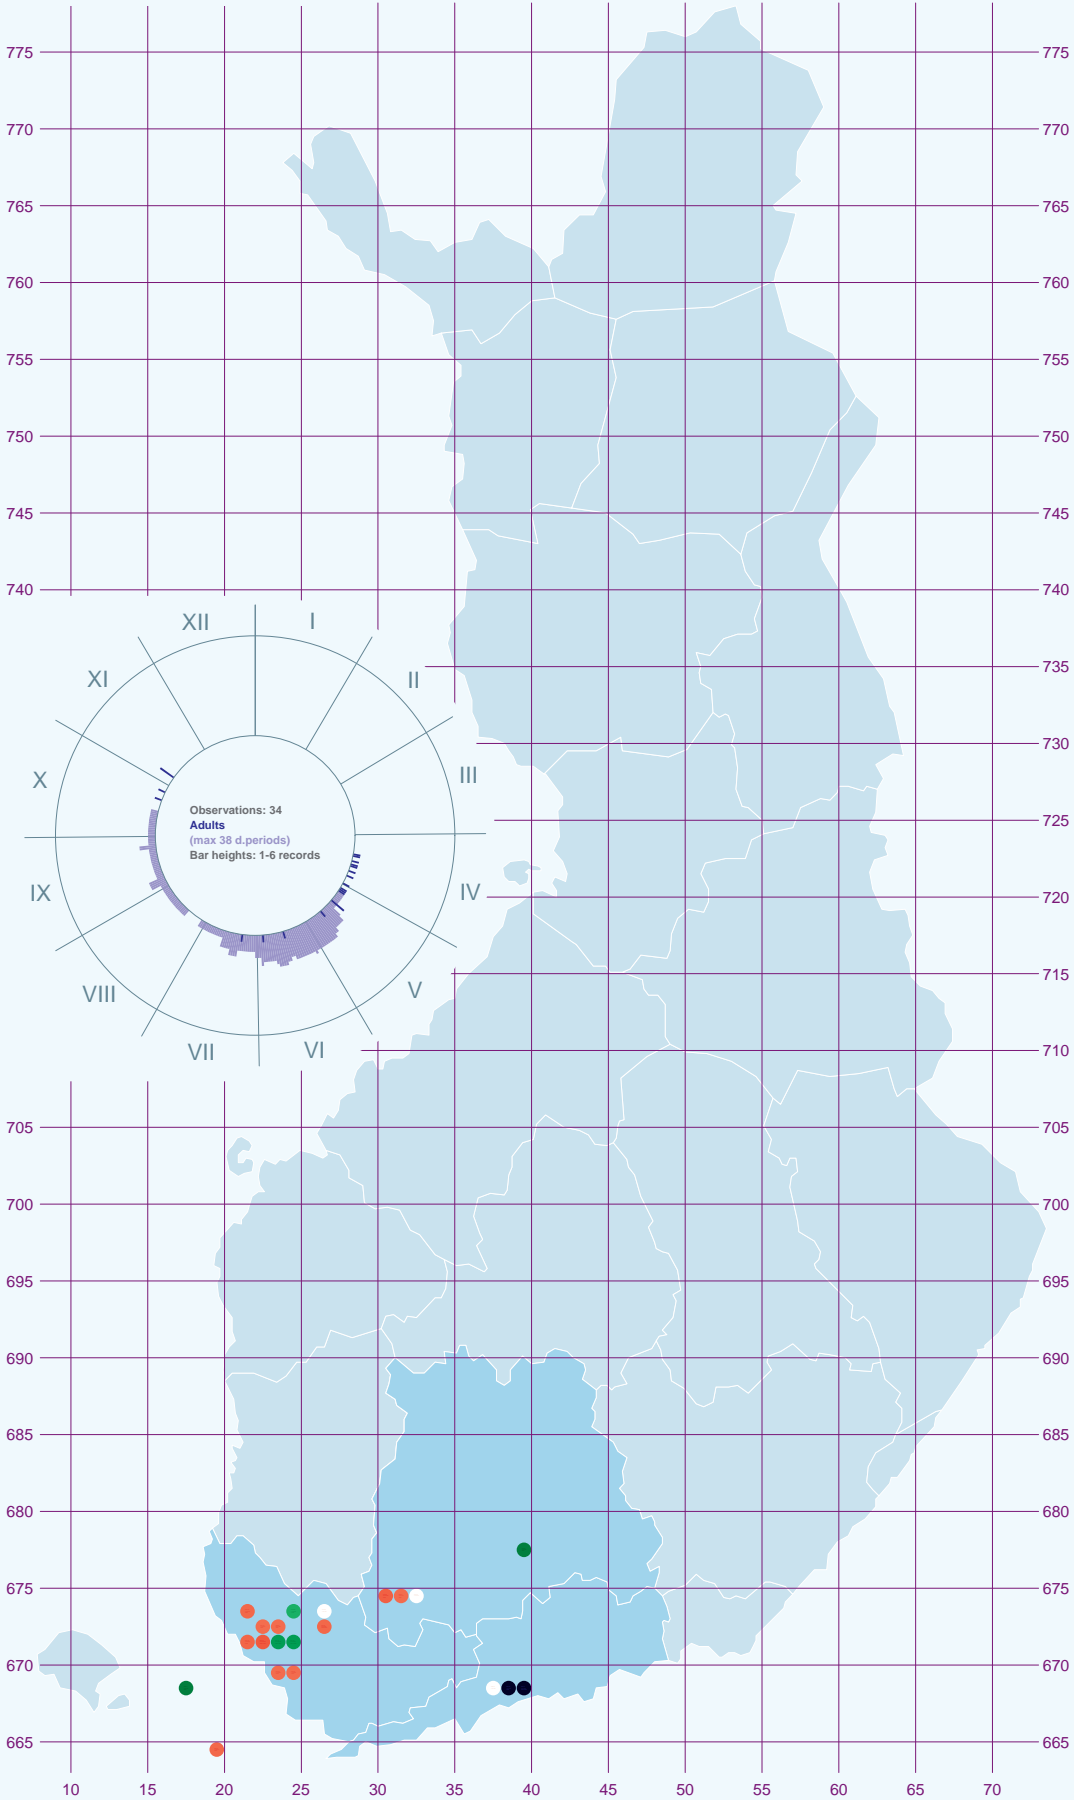 775 775
770 770
765 765
760 760
755 755
750 750
745 745
740 740
XII I
XI II
735
730
X III
725
Observations: 34
Adults
(max 38 d.periods)
Bar heights: 1-6 records
IX IV
720
VIII V
715
VII VI
710
705 705
700 700
695 695
690 690
685 685
680 680
675 675
670 670
665 665
10 15 20 25 30 35 40 45 50 55 60 65 70